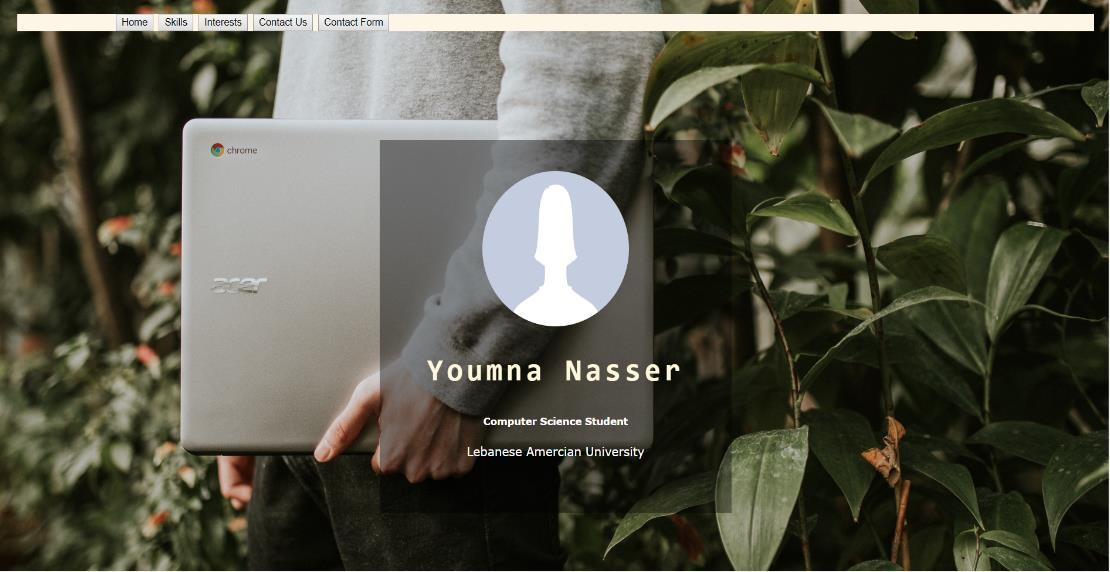 Home Skills Interests Contact Us Contact Form
chrome
acer
Youmna Nasser
Computer Science Student
Lebanese Amercian University